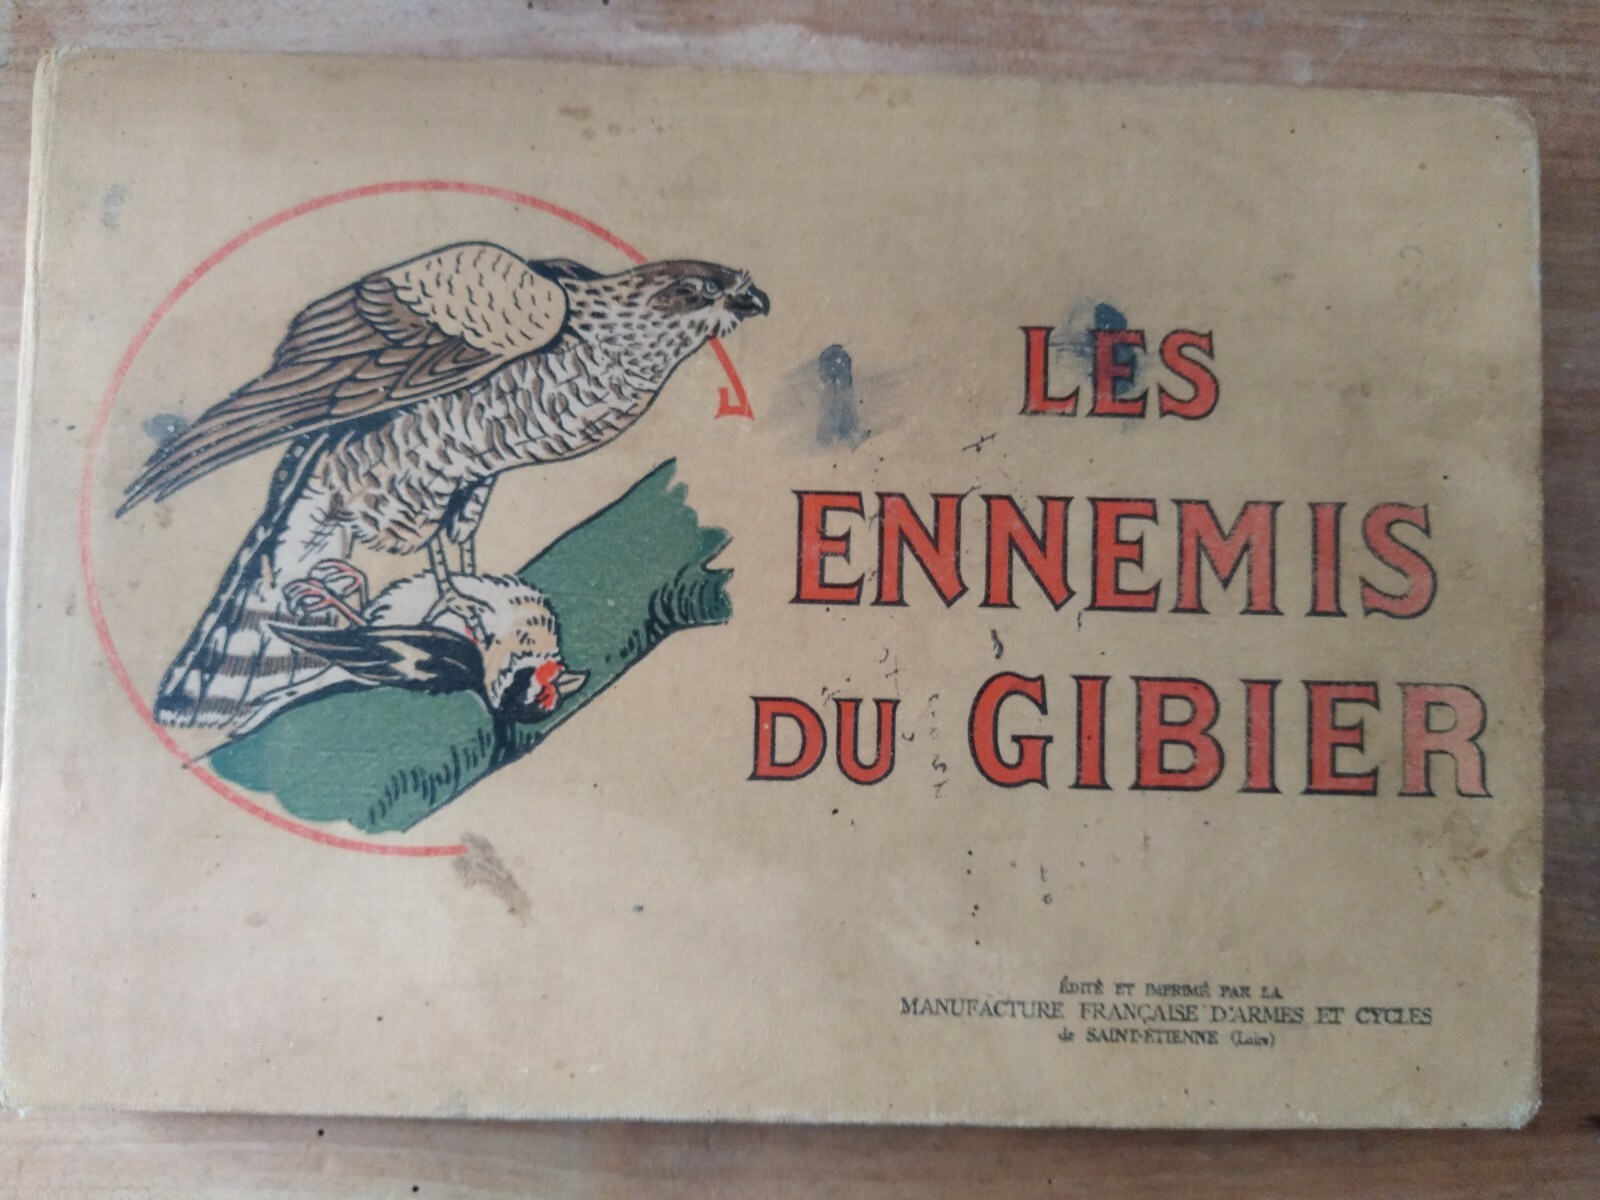 LES
ENNEMIS
DU GIBIER
ÉDITÉ ET IMPRIMÉ PAR LA
MANUFACTURE FRANÇAISE D'ARMES ET CYCLES
de SAINT-ÉTIENNE (Loire)